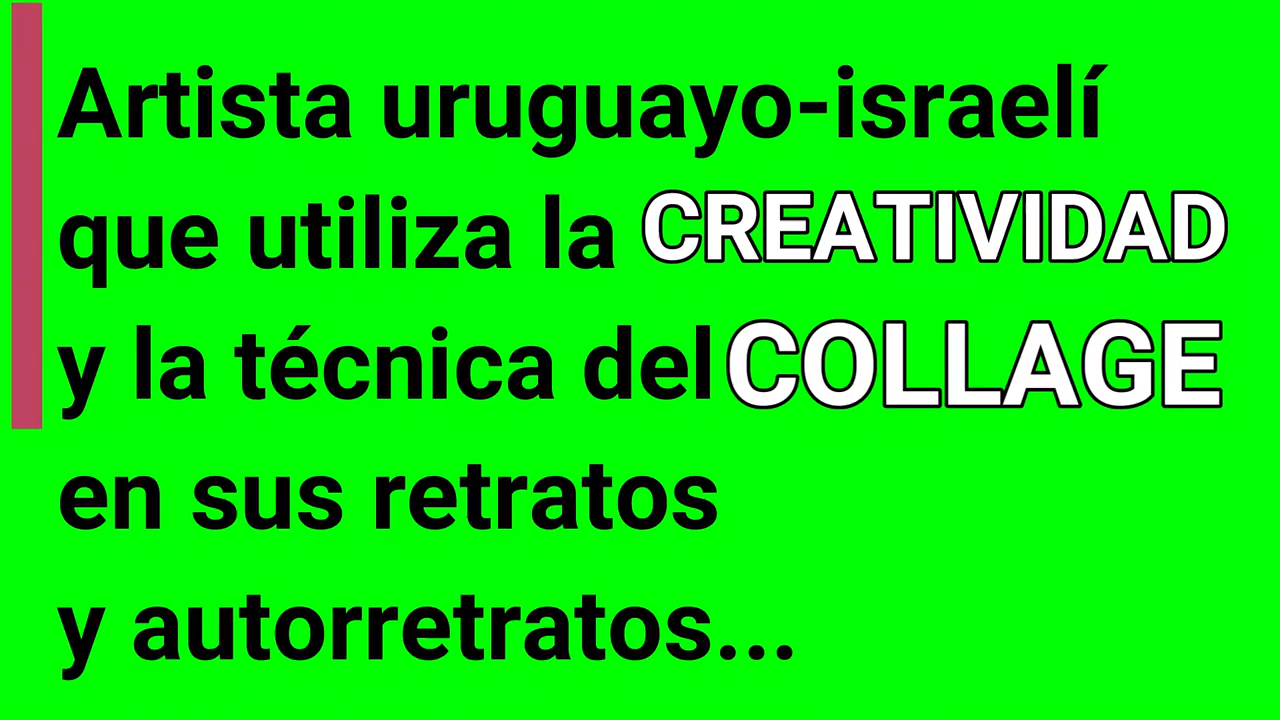 Artista uruguayo-israelí
que utiliza la CREATIVIDAD
y la técnica del COLLAGE
en sus retratos
y autorretratos...